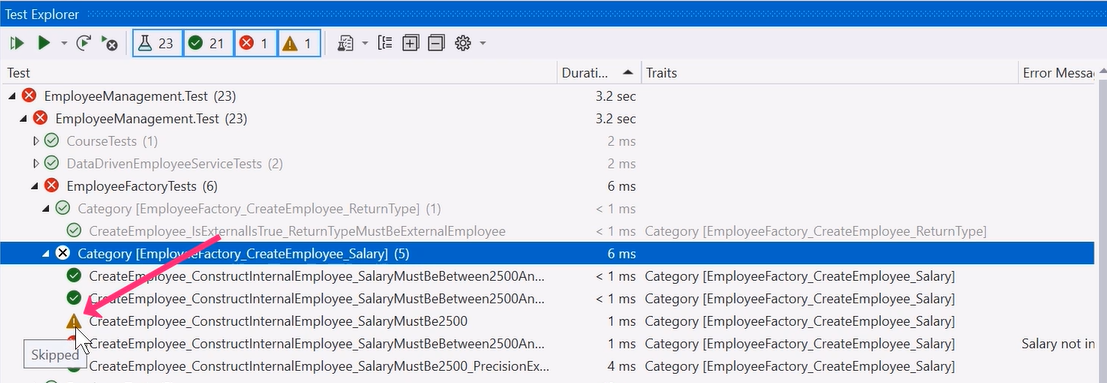 Test Explorer
23 21 1 1
Test Durati... Traits Error Messa
EmployeeManagement.Test (23) 3.2 sec
EmployeeManagement.Test (23) 3.2 sec
CourseTests (1) 2 ms
DataDrivenEmployeeServiceTests (2) 2 ms
EmployeeFactoryTests (6) 6 ms
Category [EmployeeFactory_CreateEmployee_ReturnType] (1) < 1 ms
CreateEmployee_IsExternalIsTrue_ReturnTypeMustBeExternalEmployee < 1 ms Category [EmployeeFactory_CreateEmployee_ReturnType]
Category [EmployeeFactory_CreateEmployee_Salary] (5) 6 ms
CreateEmployee_ConstructInternalEmployee_SalaryMustBeBetween2500An... < 1 ms Category [EmployeeFactory_CreateEmployee_Salary]
CreateEmployee_ConstructInternalEmployee_SalaryMustBeBetween2500An... < 1 ms Category [EmployeeFactory_CreateEmployee_Salary]
CreateEmployee_ConstructInternalEmployee_SalaryMustBe2500 1 ms Category [EmployeeFactory_CreateEmployee_Salary]
CreateEmployee_ConstructInternalEmployee_SalaryMustBeBetween2500An... 1 ms Category [EmployeeFactory_CreateEmployee_Salary] Salary not in
Skipped
CreateEmployee_ConstructInternalEmployee_SalaryMustBe2500_PrecisionEx... 4 ms Category [EmployeeFactory_CreateEmployee_Salary]